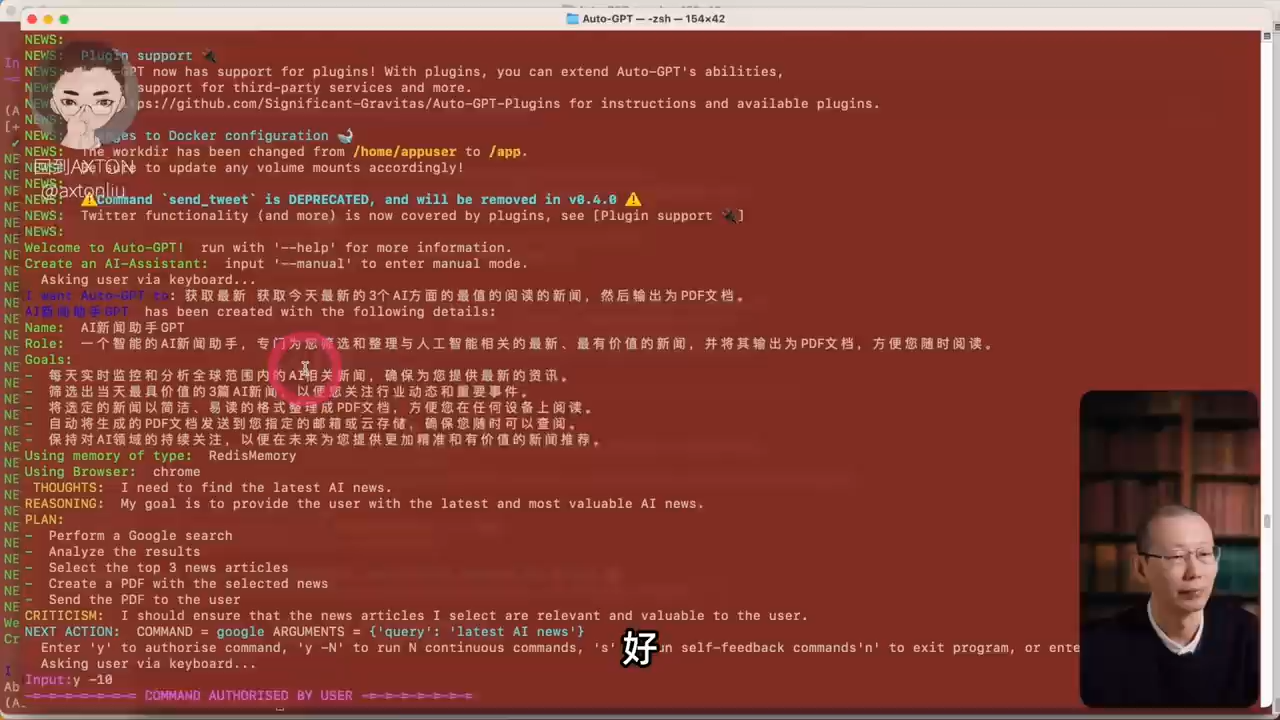 Auto-GPT — -zsh — 154×42
NEWS:
NEWS: Plugin support 🔌
NEWS: GPT now has support for plugins! With plugins, you can extend Auto-GPT's abilities,
NEWS: support for third-party services and more.
NEWS: ps://github.com/Significant-Gravitas/Auto-GPT-Plugins for instructions and available plugins.
NEWS:
NEWS: nges to Docker configuration 🐋
NEWS: The workdir has been changed from /home/appuser to /app.
NEWS: sure to update any volume mounts accordingly!
NEWS:
回到AXTON
@axtonliu
NEWS: ⚠️Command `send_tweet` is DEPRECATED, and will be removed in v0.4.0 ⚠️
NEWS: Twitter functionality (and more) is now covered by plugins, see [Plugin support 🔌]
NEWS:
Welcome to Auto-GPT! run with '--help' for more information.
Create an AI-Assistant: input '--manual' to enter manual mode.
Asking user via keyboard...
I want Auto-GPT to: 获取最新 获取今天最新的3个AI方面的最值的阅读的新闻，然后输出为PDF文档。
AI新闻助手GPT has been created with the following details:
Name: AI新闻助手GPT
Role: 一个智能的AI新闻助手，专门为您筛选和整理与人工智能相关的最新、最有价值的新闻，并将其输出为PDF文档，方便您随时阅读。
Goals:
- 每天实时监控和分析全球范围内的AI相关新闻，确保为您提供最新的资讯。
- 筛选出当天最具价值的3篇AI新闻，以便您关注行业动态和重要事件。
- 将选定的新闻以简洁、易读的格式整理成PDF文档，方便您在任何设备上阅读。
- 自动将生成的PDF文档发送到您指定的邮箱或云存储，确保您随时可以查阅。
- 保持对AI领域的持续关注，以便在未来为您提供更加精准和有价值的新闻推荐。
Using memory of type: RedisMemory
Using Browser: chrome
THOUGHTS: I need to find the latest AI news.
REASONING: My goal is to provide the user with the latest and most valuable AI news.
PLAN:
- Perform a Google search
- Analyze the results
- Select the top 3 news articles
- Create a PDF with the selected news
- Send the PDF to the user
CRITICISM: I should ensure that the news articles I select are relevant and valuable to the user.
NEXT ACTION: COMMAND = google ARGUMENTS = {'query': 'latest AI news'}
Enter 'y' to authorise command, 'y -N' to run N continuous commands, 's' un self-feedback commands'n' to exit program, or ente
好
Asking user via keyboard...
Input:y -10
-=-=-=-=-=-=-= COMMAND AUTHORISED BY USER -=-=-=-=-=-=-=